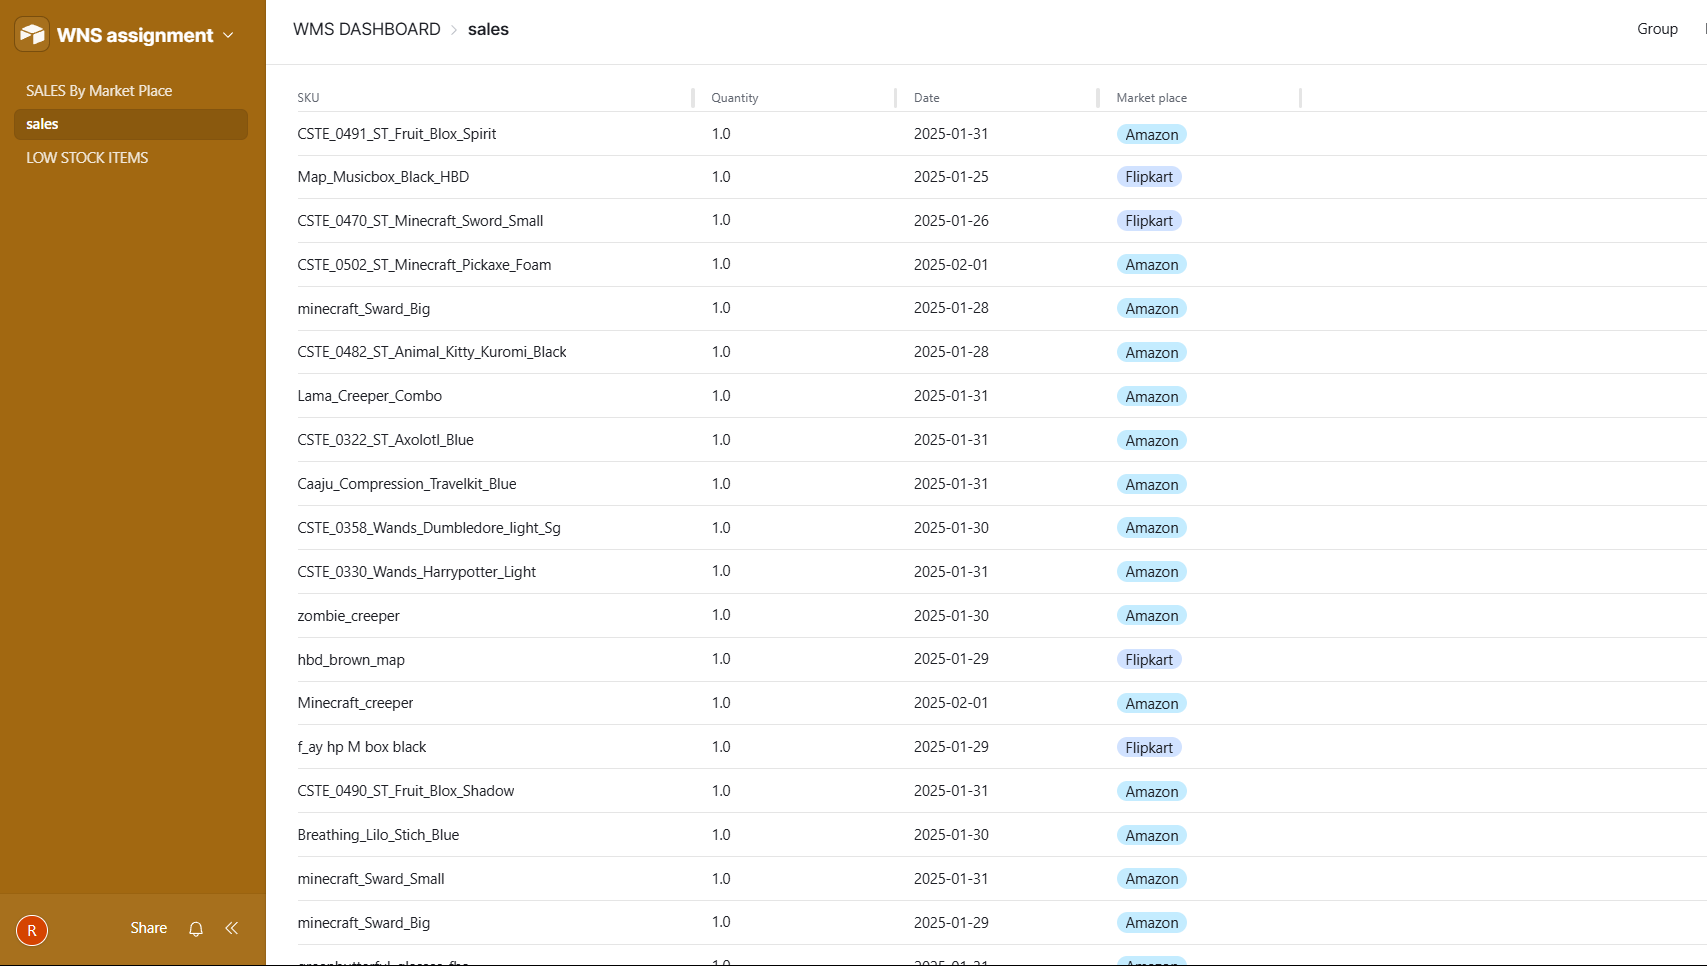 WNS assignment
SALES By Market Place
sales
LOW STOCK ITEMS
Share
R
WMS DASHBOARD > sales
Group
SKU Quantity Date Market place
CSTE_0491_ST_Fruit_Blox_Spirit 1.0 2025-01-31 Amazon
Map_Musicbox_Black_HBD 1.0 2025-01-25 Flipkart
CSTE_0470_ST_Minecraft_Sword_Small 1.0 2025-01-26 Flipkart
CSTE_0502_ST_Minecraft_Pickaxe_Foam 1.0 2025-02-01 Amazon
minecraft_Sward_Big 1.0 2025-01-28 Amazon
CSTE_0482_ST_Animal_Kitty_Kuromi_Black 1.0 2025-01-28 Amazon
Lama_Creeper_Combo 1.0 2025-01-31 Amazon
CSTE_0322_ST_Axolotl_Blue 1.0 2025-01-31 Amazon
Caaju_Compression_Travelkit_Blue 1.0 2025-01-31 Amazon
CSTE_0358_Wands_Dumbledore_light_Sg 1.0 2025-01-30 Amazon
CSTE_0330_Wands_Harrypotter_Light 1.0 2025-01-31 Amazon
zombie_creeper 1.0 2025-01-30 Amazon
hbd_brown_map 1.0 2025-01-29 Flipkart
Minecraft_creeper 1.0 2025-02-01 Amazon
f_ay hp M box black 1.0 2025-01-29 Flipkart
CSTE_0490_ST_Fruit_Blox_Shadow 1.0 2025-01-31 Amazon
Breathing_Lilo_Stich_Blue 1.0 2025-01-30 Amazon
minecraft_Sward_Small 1.0 2025-01-31 Amazon
minecraft_Sward_Big 1.0 2025-01-29 Amazon
1.0 Amazon